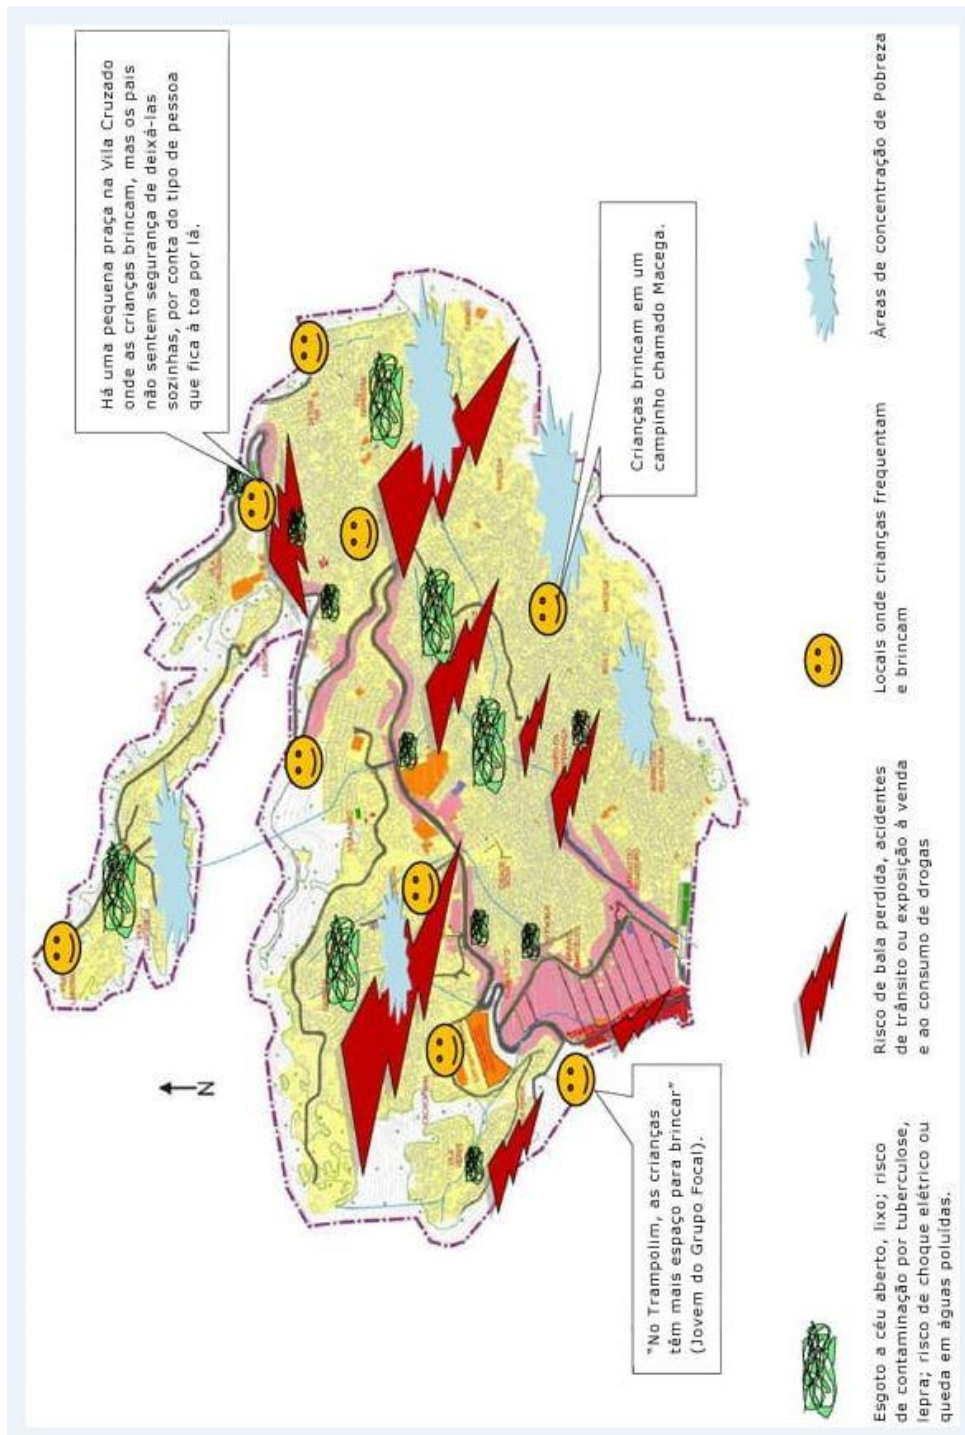 Há uma pequena praça na Vila Cruzado
onde as crianças brincam, mas os pais
não sentem segurança de deixá-las
sozinhas, por conta do tipo de pessoa
que fica à toa por lá.
Crianças brincam em um
campinho chamado Macega.
N
"No Trampolim, as crianças
têm mais espaço para brincar"
(Jovem do Grupo Focal).
Esgoto a céu aberto, lixo; risco
de contaminação por tuberculose,
lepra; risco de choque elétrico ou
queda em águas poluídas.
Risco de bala perdida, acidentes
de trânsito ou exposição à venda
e ao consumo de drogas
Locais onde crianças frequentam
e brincam
Àreas de concentração de Pobreza